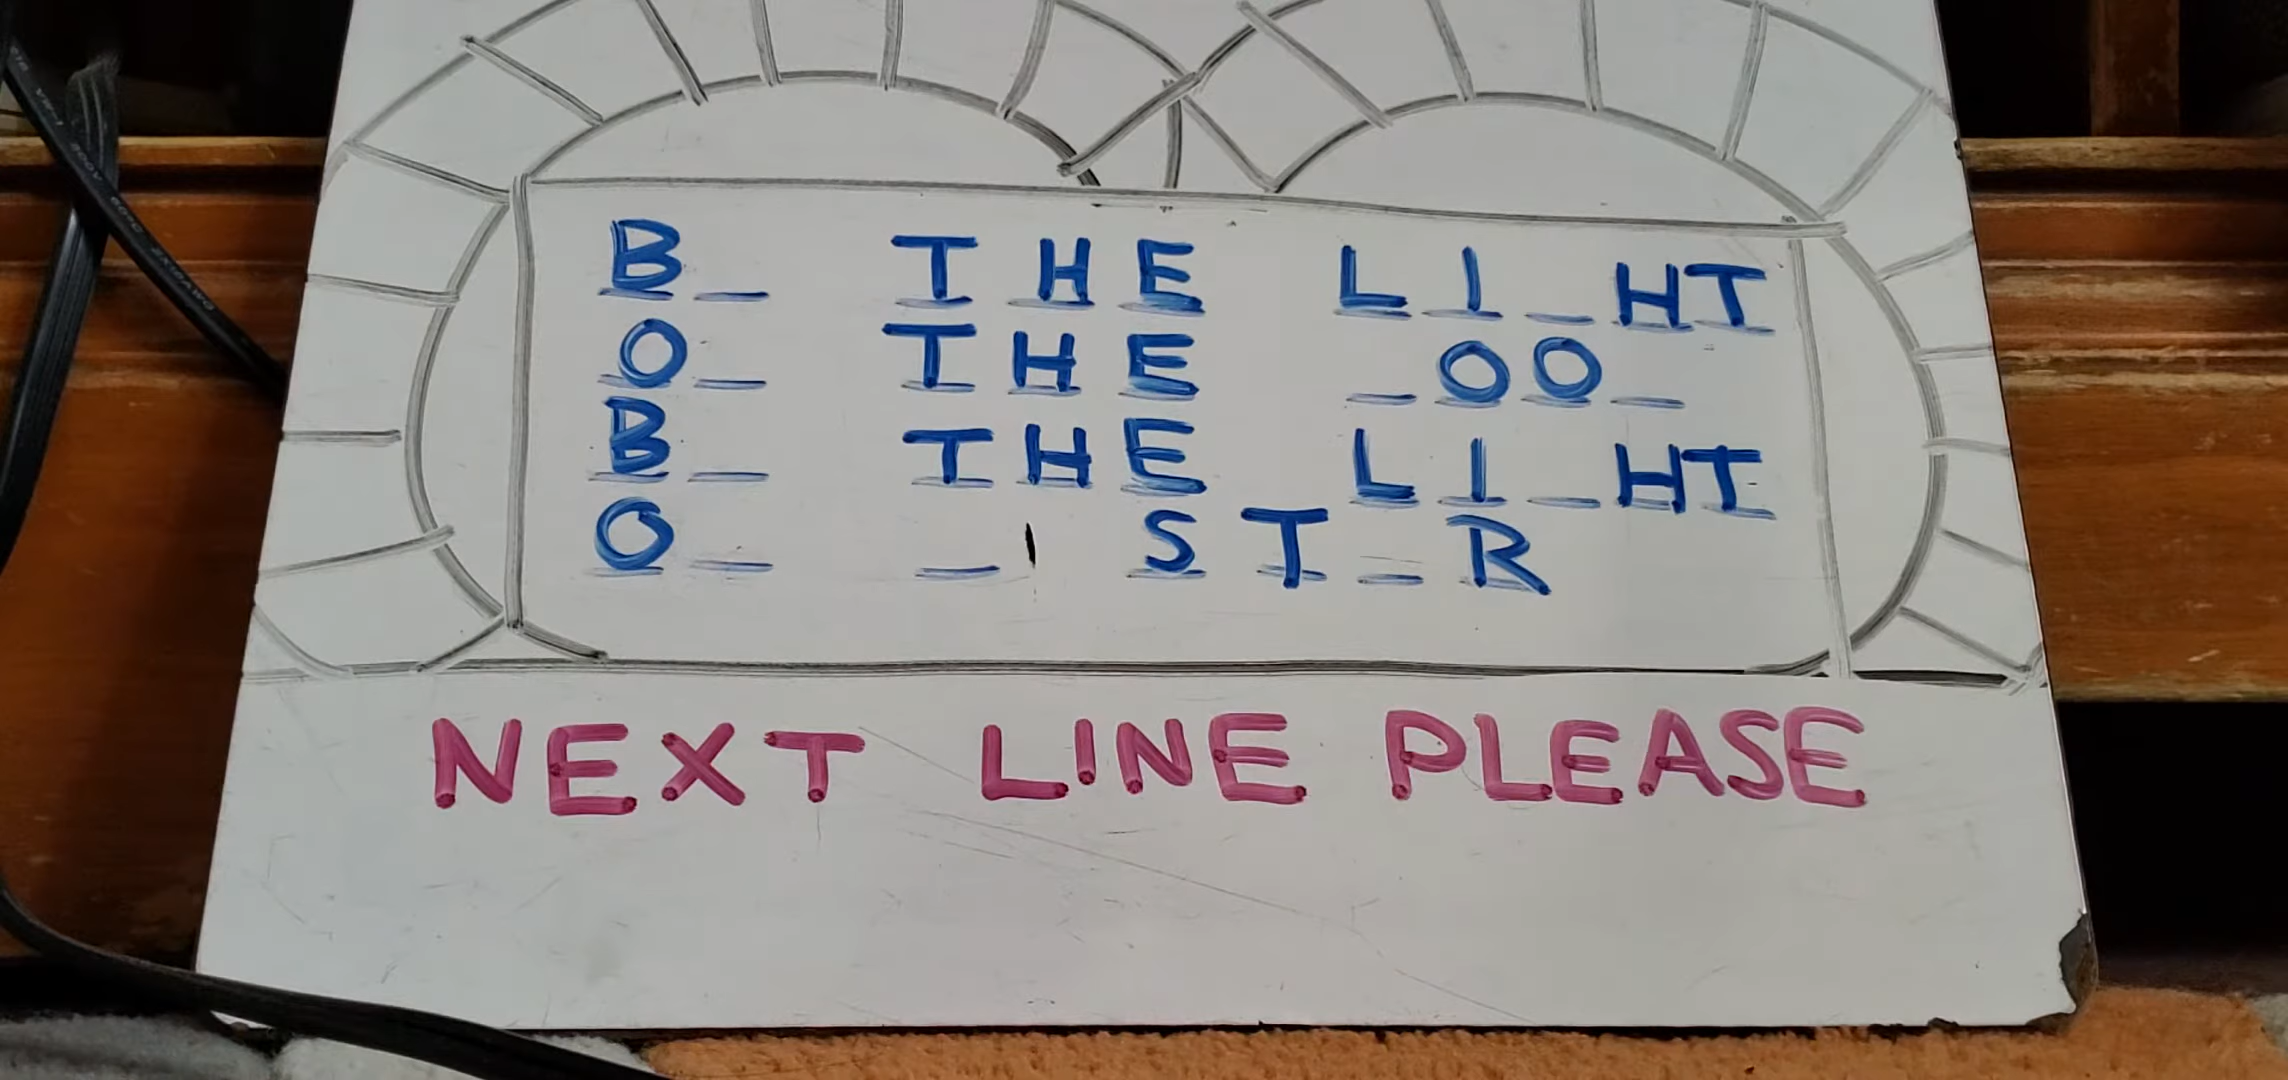 B_ THE LI_HT
O_ THE _OO_
B_ THE LI_HT
O_ _' ST_R
NEXT LINE PLEASE